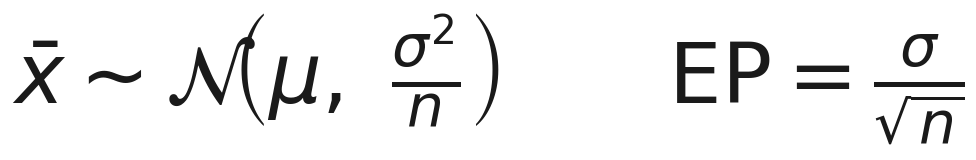 x̄ ~ 𝒩(μ, σ²/n)    EP = σ/√n